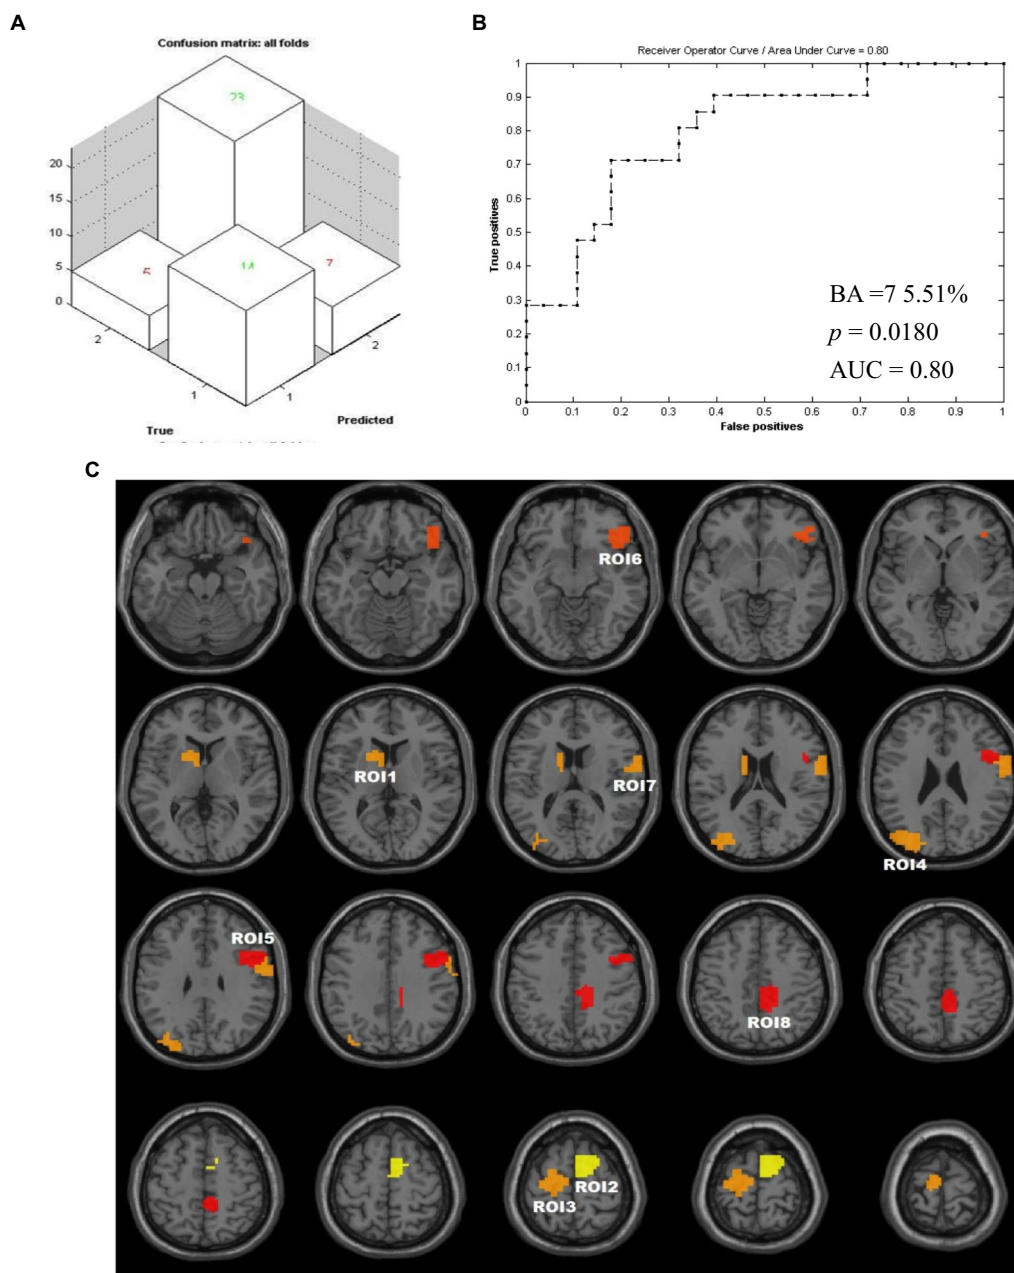 A
Confusion matrix: all folds
23
5
14
7
20
15
10
5
0
2
1
1
2
True
Predicted
B
Receiver Operator Curve / Area Under Curve = 0.80
1
0.9
0.8
0.7
0.6
0.5
0.4
0.3
0.2
0.1
0
0
0.1
0.2
0.3
0.4
0.5
0.6
0.7
0.8
0.9
1
True positives
False positives
BA =7 5.51%
p = 0.0180
AUC = 0.80
C
ROI6
ROI1
ROI7
ROI4
ROI5
ROI8
ROI2
ROI3